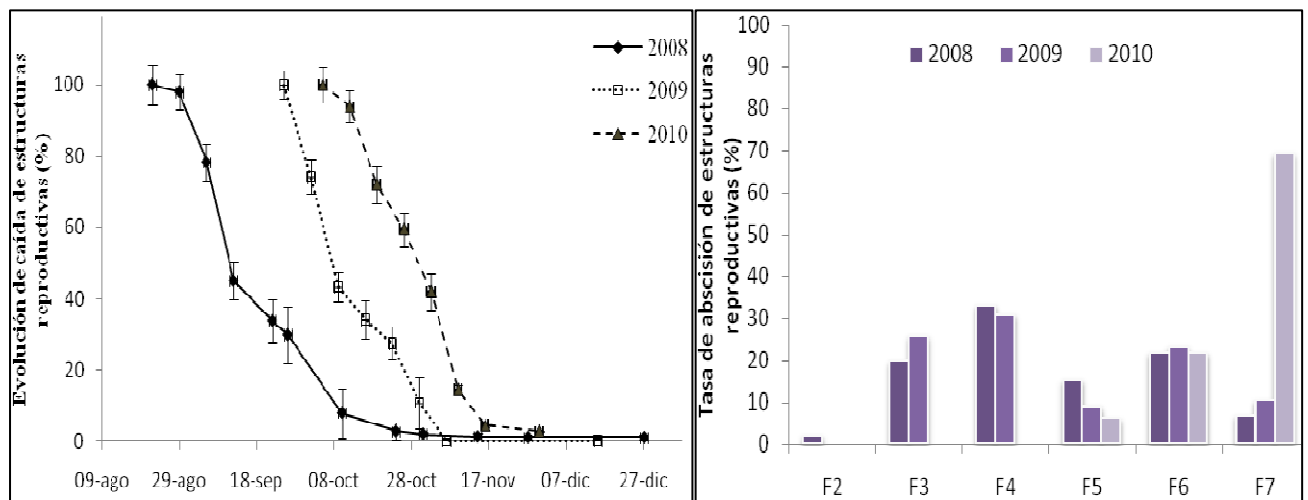 Evolución de caída de estructuras
reproductivas (%)
100
80
60
40
20
0
09-ago 29-ago 18-sep 08-oct 28-oct 17-nov 07-dic 27-dic
2008
2009
2010
Tasa de abscisión de estructuras
reproductivas (%)
100
90
80
70
60
50
40
30
20
10
0
2008 2009 2010
F2 F3 F4 F5 F6 F7